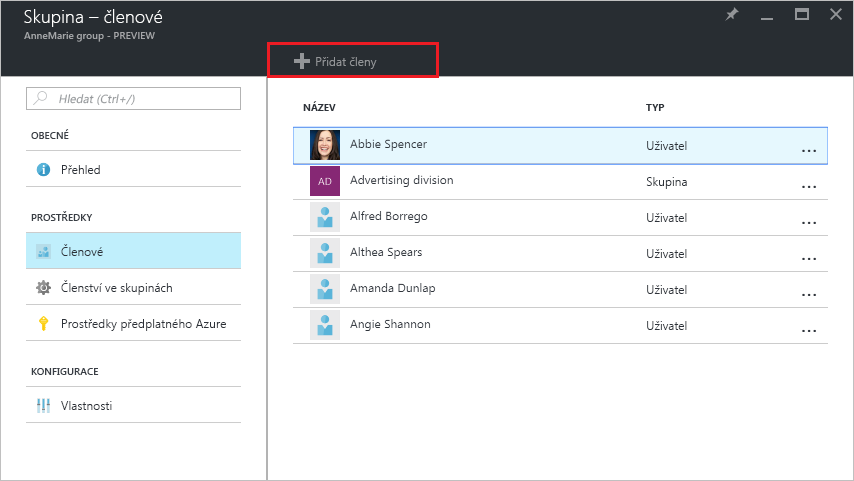 Skupina – členové
AnneMarie group - PREVIEW
Přidat členy
Hledat (Ctrl+/)
OBECNÉ
Přehled
PROSTŘEDKY
Členové
Členství ve skupinách
Prostředky předplatného Azure
KONFIGURACE
Vlastnosti
NÁZEV TYP
Abbie Spencer Uživatel ...
AD Advertising division Skupina ...
Alfred Borrego Uživatel ...
Althea Spears Uživatel ...
Amanda Dunlap Uživatel ...
Angie Shannon Uživatel ...